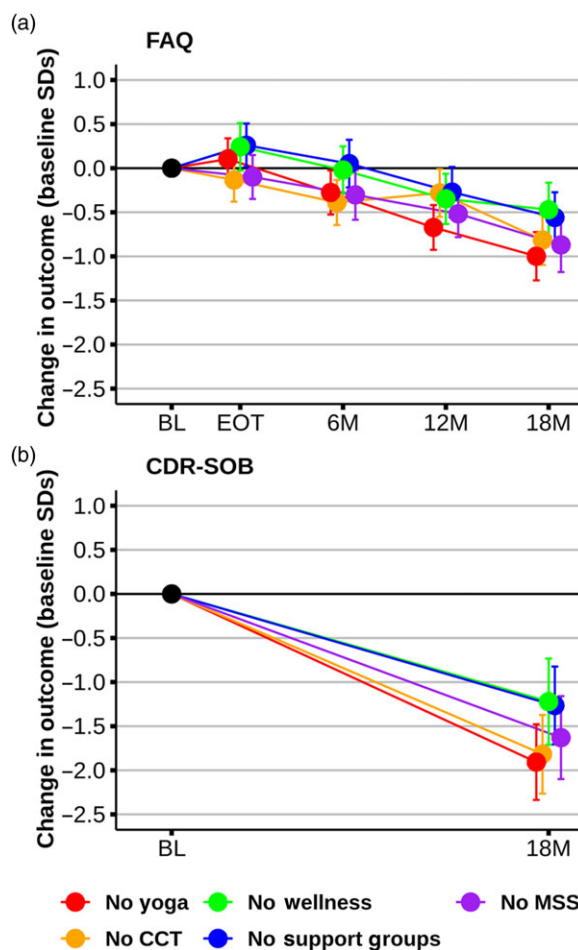 (a)
FAQ
Change in outcome (baseline SDs)
1.0
0.5
0.0
−0.5
−1.0
−1.5
−2.0
−2.5
BL EOT 6M 12M 18M
(b)
CDR-SOB
Change in outcome (baseline SDs)
1.0
0.5
0.0
−0.5
−1.0
−1.5
−2.0
−2.5
BL 18M
No yoga No wellness No MSS
No CCT No support groups